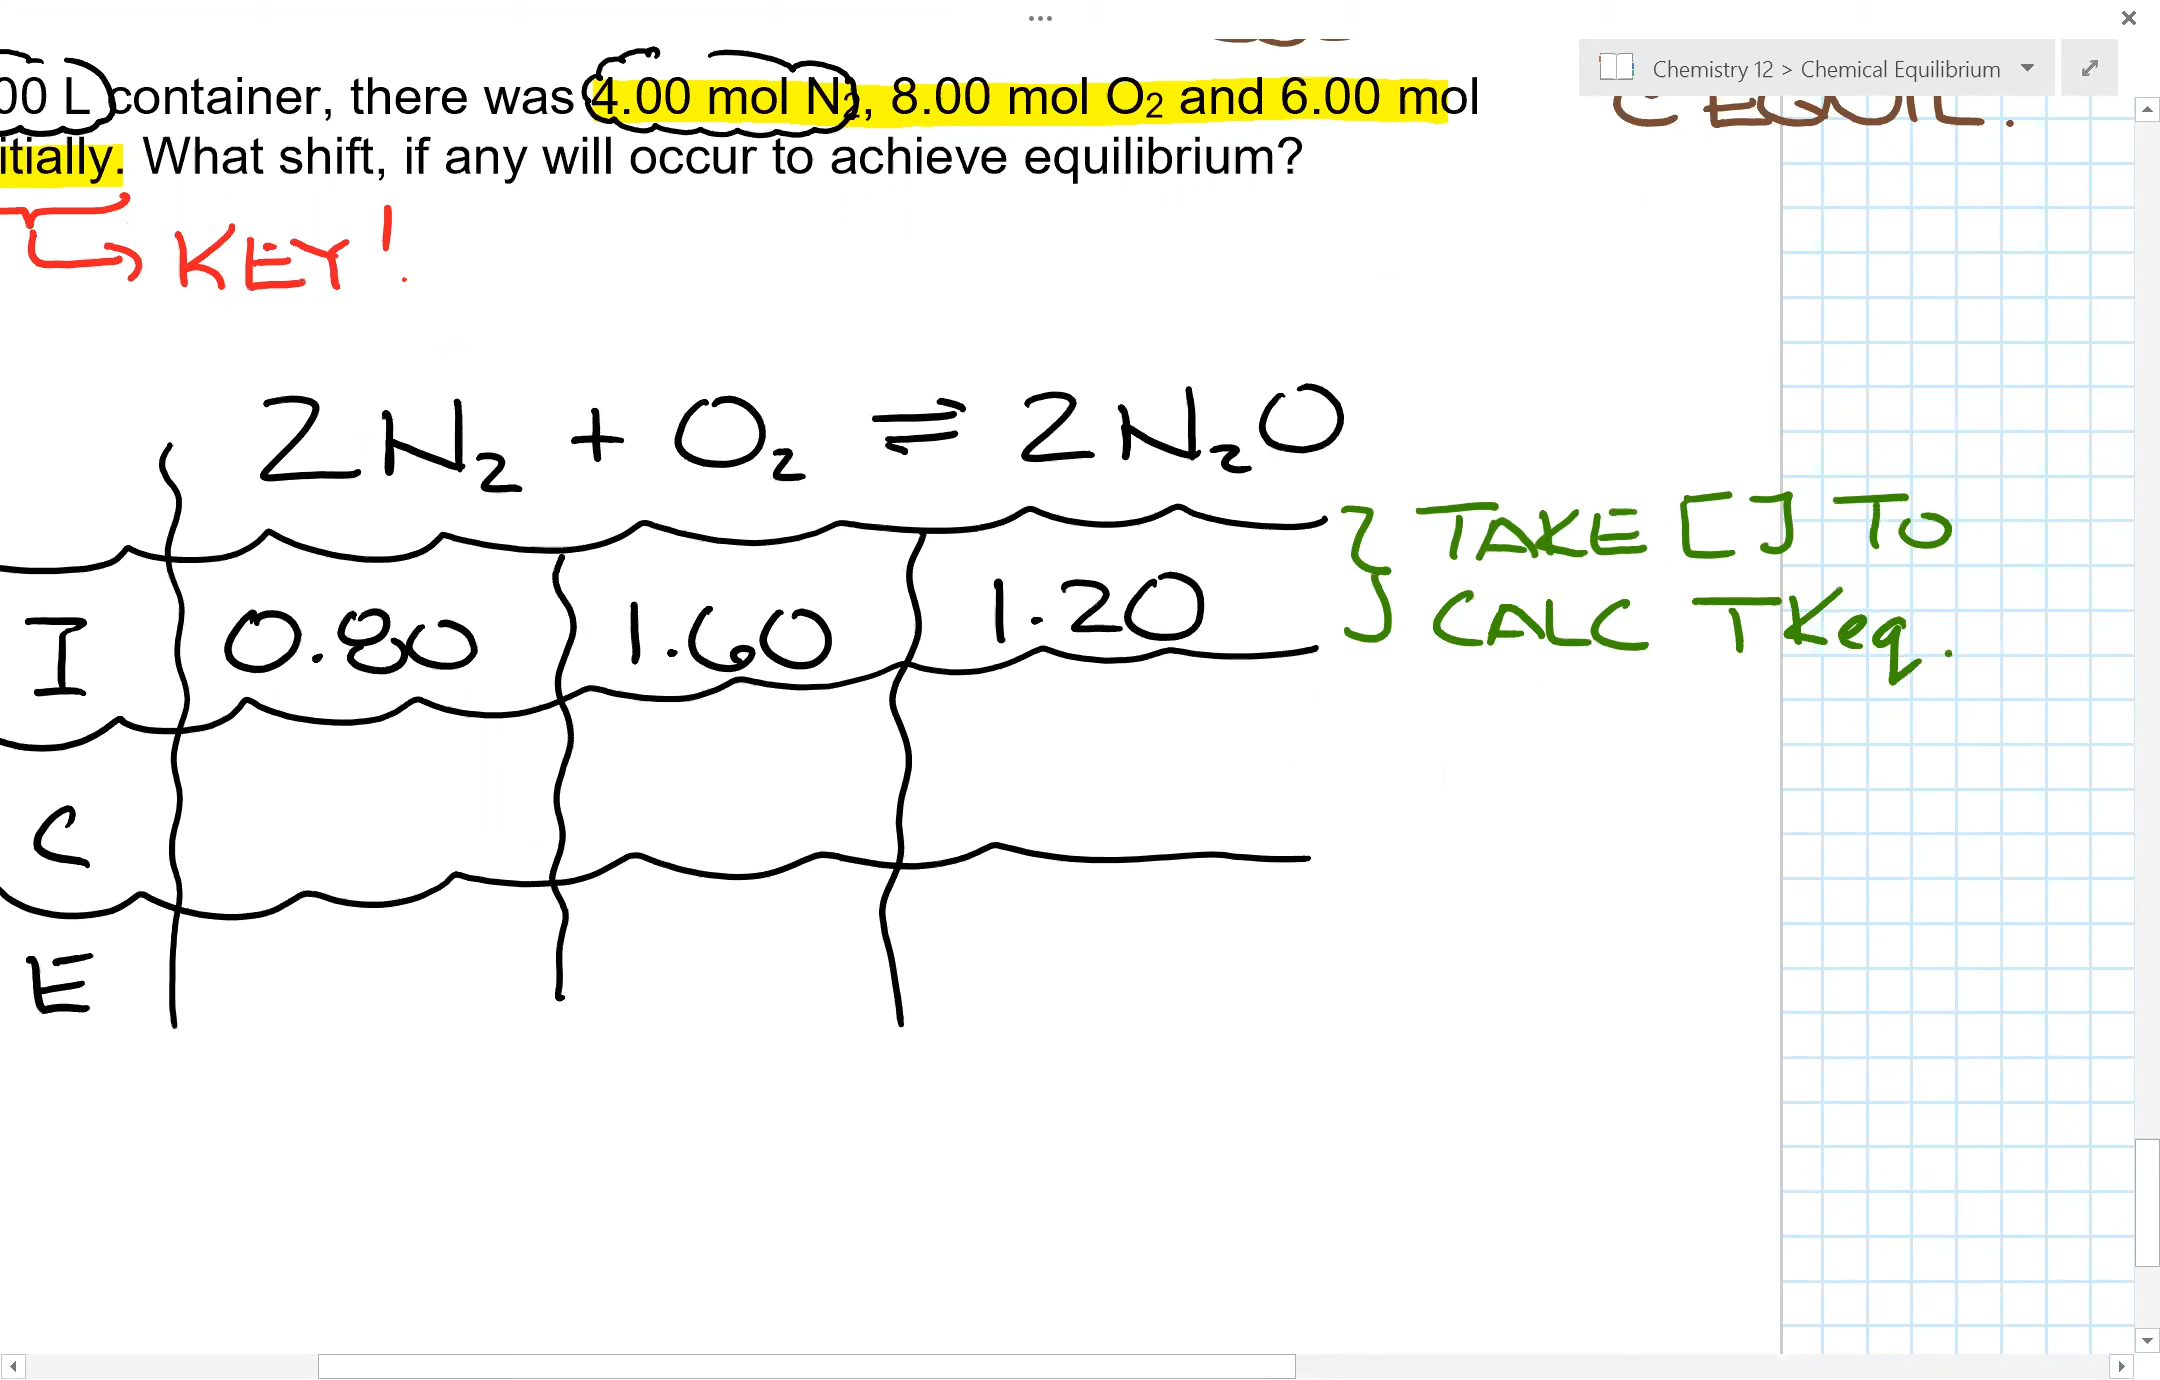 Chemistry 12 > Chemical Equilibrium
00 L container, there was 4.00 mol N2, 8.00 mol O2 and 6.00 mol
EQUIL.
itially. What shift, if any will occur to achieve equilibrium?
KEY!
2N₂ + O₂ ⇌ 2N₂O
} TAKE [ ] TO
I 0.80 1.60 1.20
CALC TKeq.
C
E